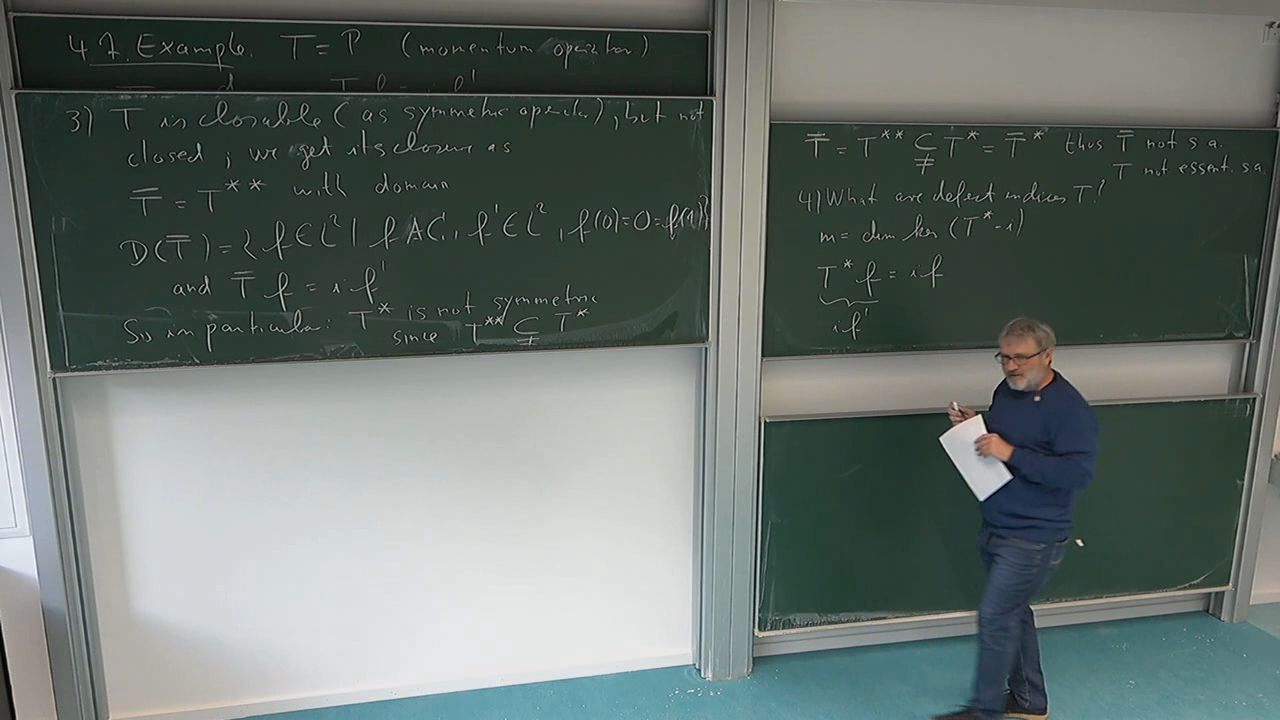 4.7. Example. T = P (momentum operator)
3) T is closable (as symmetric operator), but not
closed; we get its closure as
T̅ = T** with domain
D(T̅) = { f ∈ L² | f AC, f' ∈ L², f(0) = 0 = f(1)}
and T̅ f = i f'
So in particular: T* is not symmetric
since T** ⊊ T*
T̅ = T** ⊊ T* = T̅* thus T̅ not s.a.
T not essent. s.a.
4) What are defect indices T?
m = dim ker (T* - i)
T* f = i f
i f'